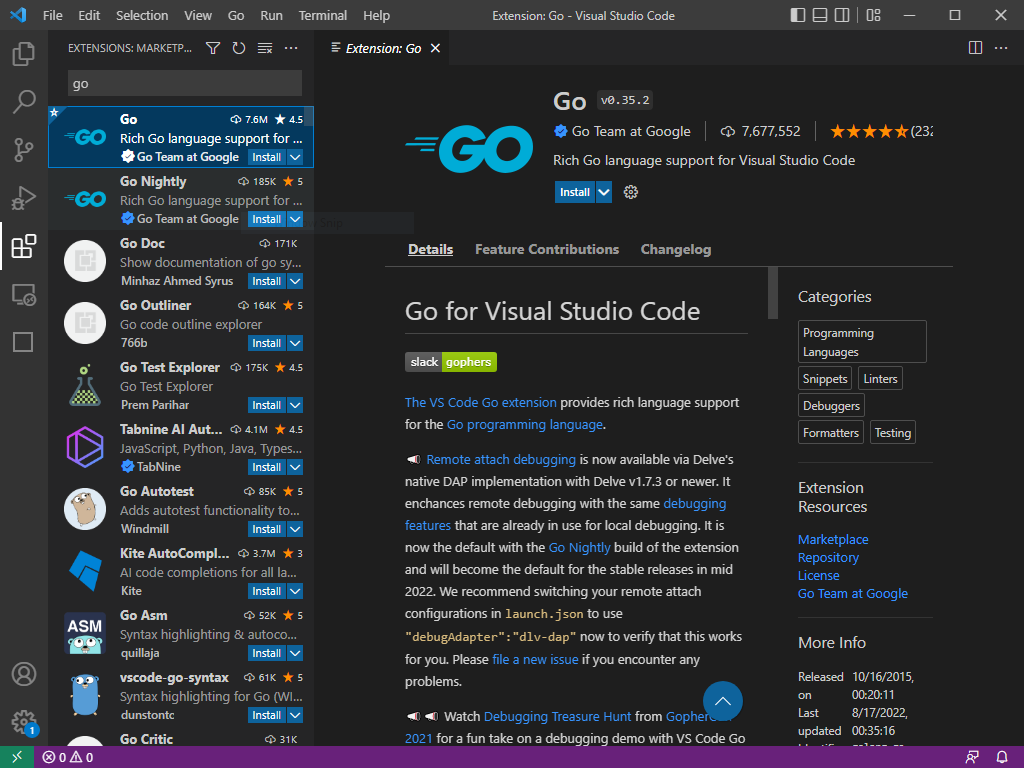 File Edit Selection View Go Run Terminal Help Extension: Go - Visual Studio Code
EXTENSIONS: MARKETP...
Extension: Go
go
Go 7.6M 4.5
Rich Go language support for ...
Go Team at Google Install
Go Nightly 185K 5
Rich Go language support for ...
Go Team at Google Install
Go Doc 171K
Show documentation of go sy...
Minhaz Ahmed Syrus Install
Go Outliner 164K 5
Go code outline explorer
766b Install
Go Test Explorer 175K 4.5
Go Test Explorer
Prem Parihar Install
Tabnine AI Aut... 4.1M 4.5
JavaScript, Python, Java, Types...
TabNine Install
Go Autotest 85K 5
Adds autotest functionality to...
Windmill Install
Kite AutoCompl... 3.7M 3
AI code completions for all la...
Kite Install
ASM
Go Asm 52K 5
Syntax highlighting & autoco...
quillaja Install
vscode-go-syntax 61K 5
Syntax highlighting for Go (WI...
dunstontc Install
Go Critic 31K
GO
Go v0.35.2
Go Team at Google 7,677,552 (232
Rich Go language support for Visual Studio Code
Install
Details Feature Contributions Changelog
Go for Visual Studio Code
slack gophers
The VS Code Go extension provides rich language support
for the Go programming language.
Remote attach debugging is now available via Delve's
native DAP implementation with Delve v1.7.3 or newer. It
enchances remote debugging with the same debugging
features that are already in use for local debugging. It is
now the default with the Go Nightly build of the extension
and will become the default for the stable releases in mid
2022. We recommend switching your remote attach
configurations in launch.json to use
"debugAdapter":"dlv-dap" now to verify that this works
for you. Please file a new issue if you encounter any
problems.
Watch Debugging Treasure Hunt from
2021 for a fun take on a debugging demo with VS Code Go
Categories
Programming
Languages
Snippets Linters
Debuggers
Formatters Testing
Extension
Resources
Marketplace
Repository
License
Go Team at Google
More Info
Released 10/16/2015,
on 00:20:11
Last 8/17/2022,
updated 00:35:16
1
0 0